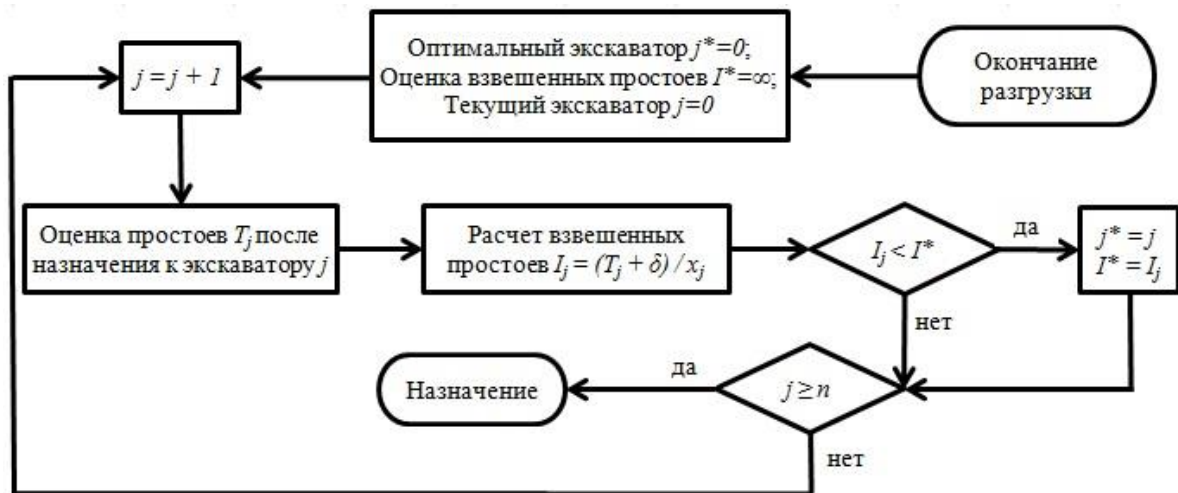 Окончание
разгрузки
Оптимальный экскаватор j*=0;
Оценка взвешенных простоев I*=∞;
Текущий экскаватор j=0
j = j + 1
Оценка простоев Tj после
назначения к экскаватору j
Расчет взвешенных
простоев Ij = (Tj + δ) / xj
Ij < I*
да
j* = j
I* = Ij
нет
j ≥ n
да
Назначение
нет